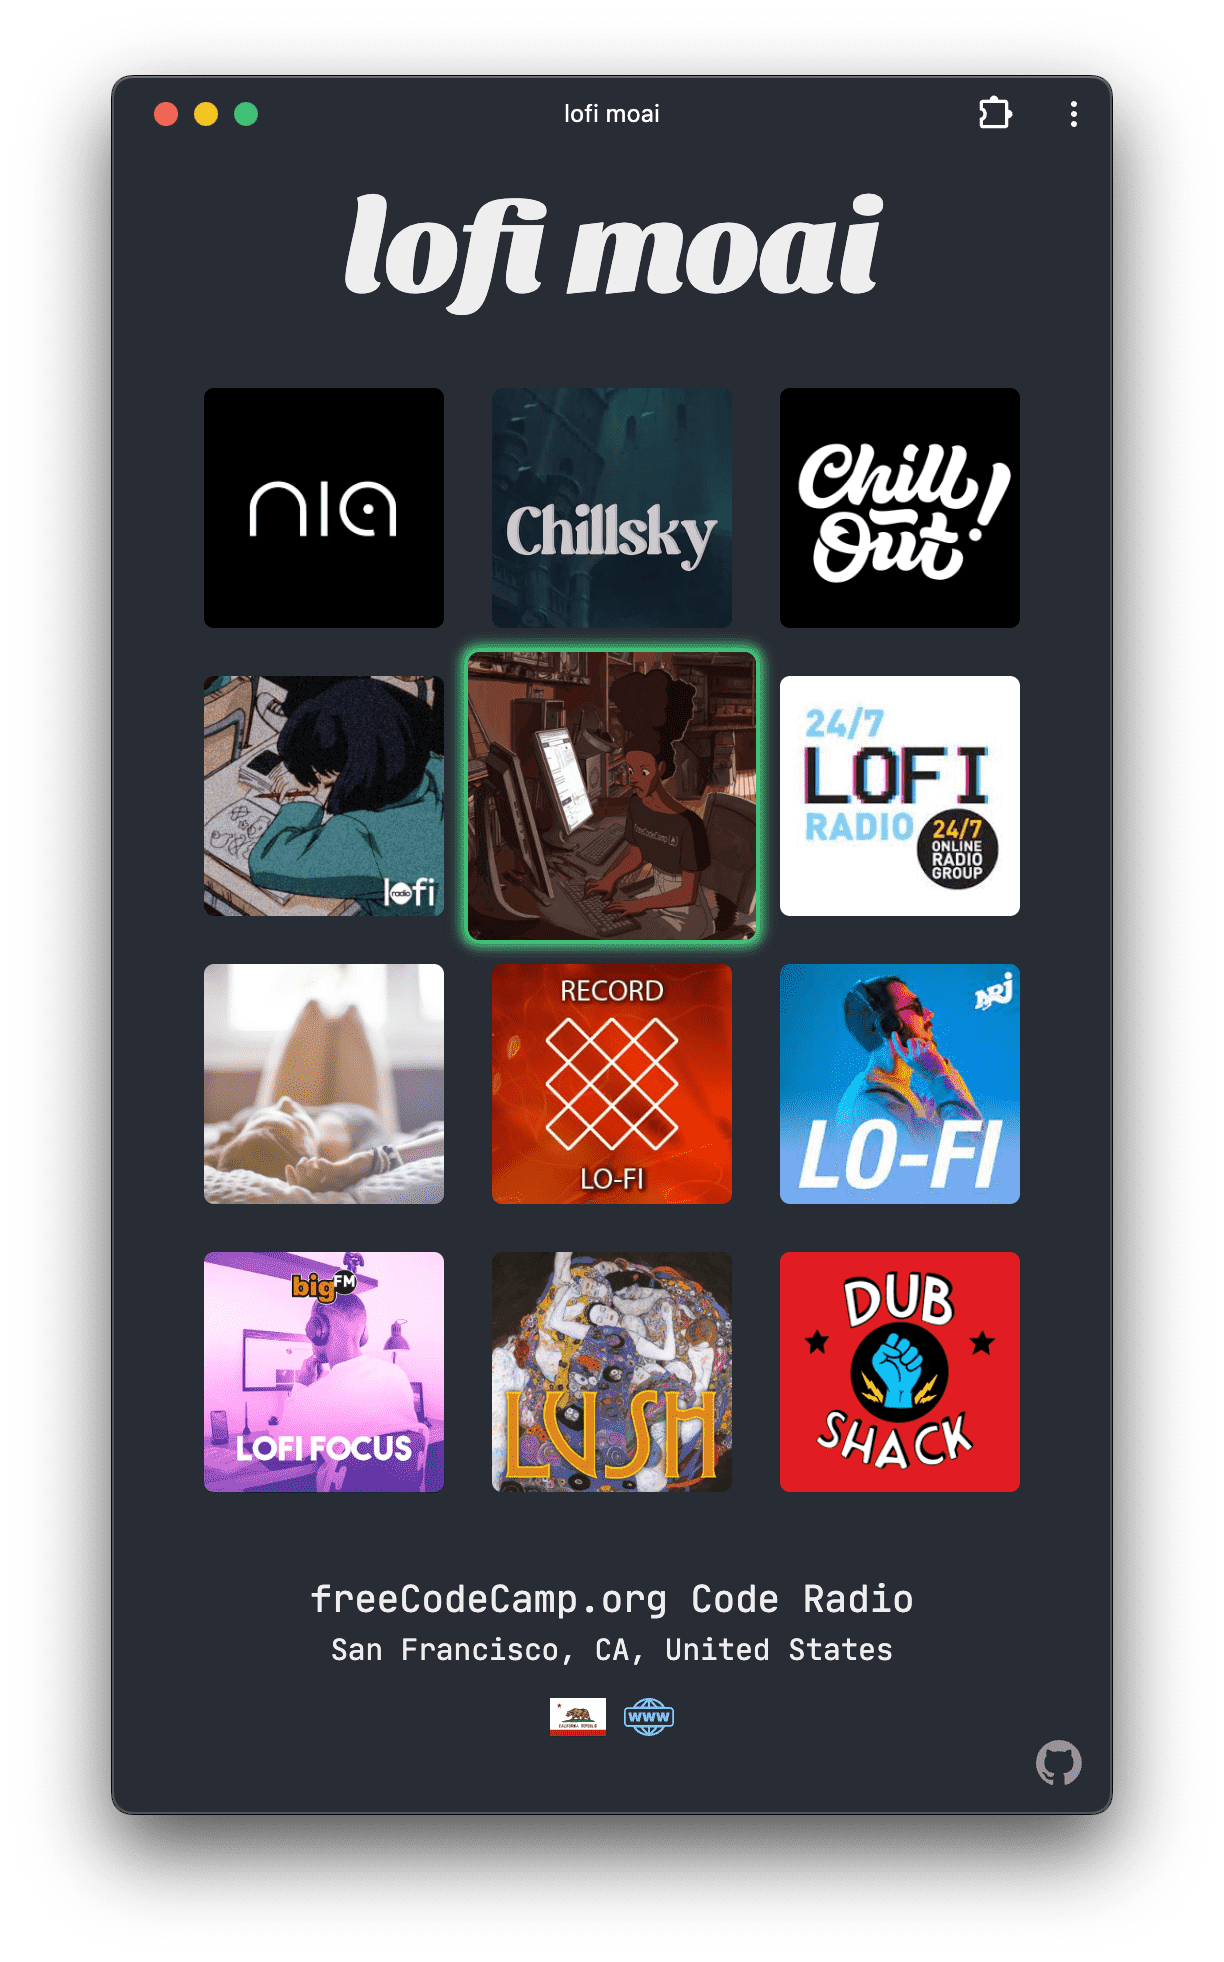 lofi moai
lofi moai
nia
Chillsky
Chill
Out!
lofi
radio
freeCodeCamp(🔥)
24/7
LOFI
RADIO
24/7
ONLINE
RADIO
GROUP
RECORD
LO-FI
NRJ
LO-FI
bigFM
LOFI FOCUS
LUSH
DUB
SHACK
freeCodeCamp.org Code Radio
San Francisco, CA, United States
CALIFORNIA REPUBLIC
WWW